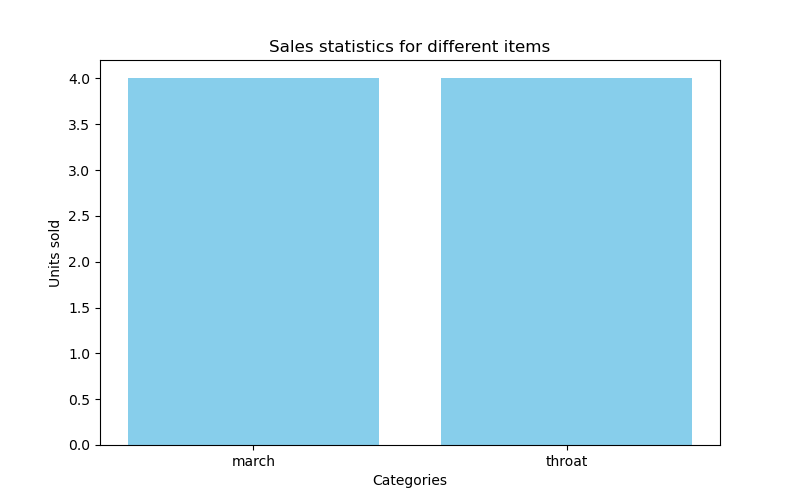 Sales statistics for different items
4.0
3.5
3.0
2.5
2.0
1.5
1.0
0.5
0.0
Units sold
march
throat
Categories